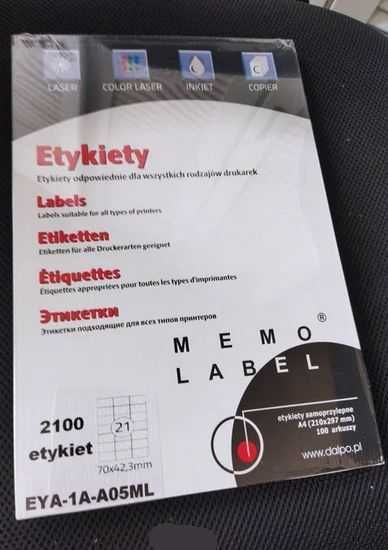 LASER COLOR LASER INKJET COPIER
Etykiety
Etykiety odpowiednie dla wszystkich rodzajów drukarek
Labels
Labels suitable for all types of printers
Etiketten
Etiketten für alle Druckerarten geeignet
Étiquettes
Étiquettes appropriées pour toutes les types d'imprimantes
Этикетки
Этикетки подходящие для всех типов принтеров
MEMO®
LABEL
2100
etykiet
21
70x42,3mm
etykiety samoprzylepne
A4 (210x297 mm)
100 arkuszy
www.dalpo.pl
EYA-1A-A05ML